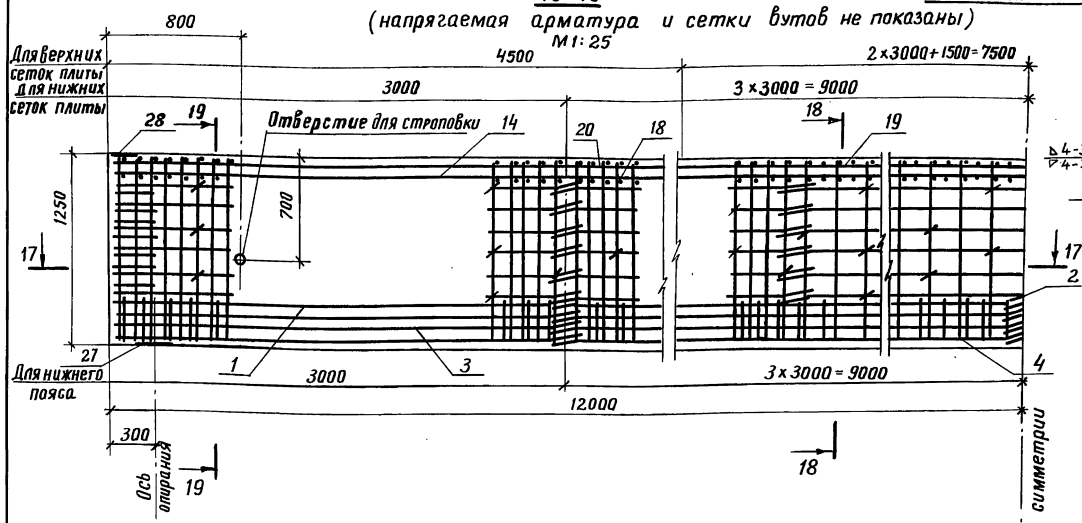 (напрягаемая арматура и сетки вутов не показаны)
М1:25
800
Для верхних
сеток плиты
4500
2×3000+1500=7500
Для нижних
сеток плиты
3000
3×3000=9000
28
19
Отверстие для строповки
14
20
18
18
19
1250
700
17
17
2
27
1
3
4
Для нижнего
пояса
3000
3×3000=9000
12000
300
Ось
опирания
19
18
симметрии